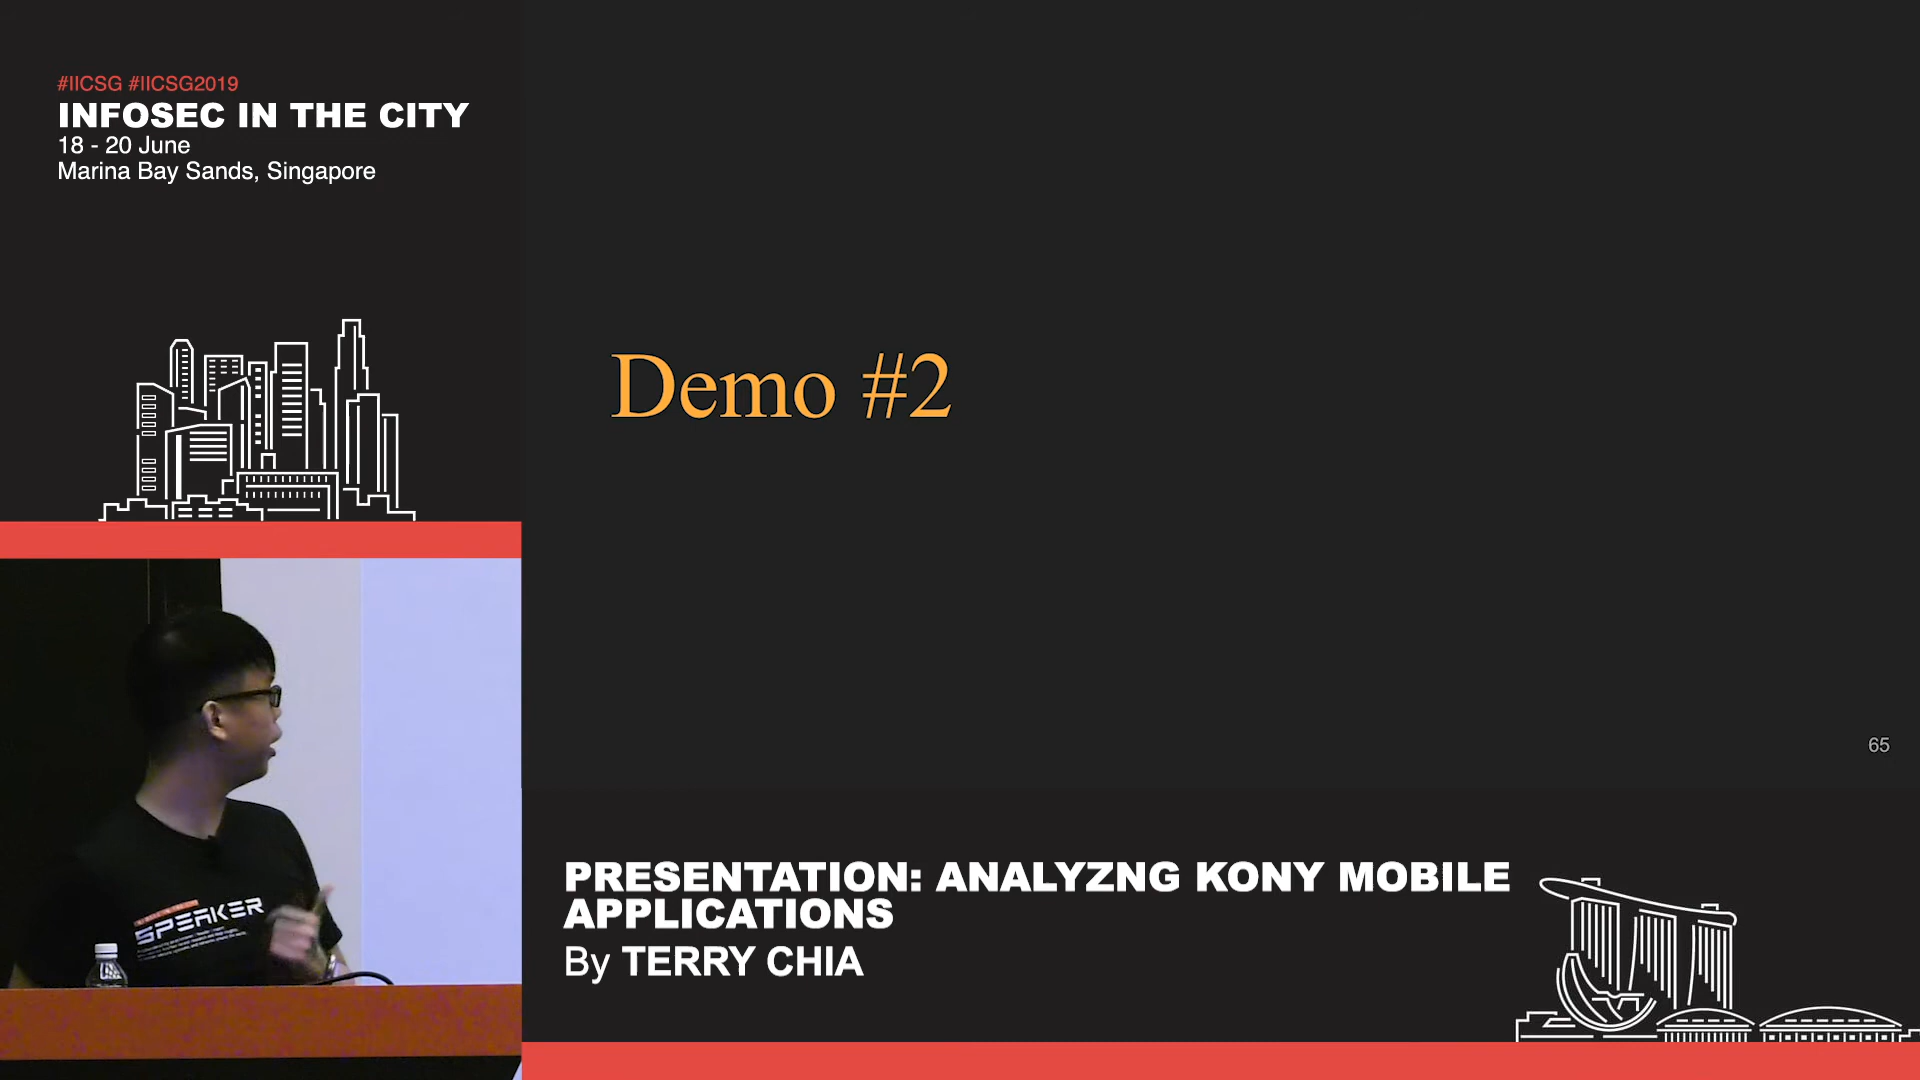 #IICSG #IICSG2019
INFOSEC IN THE CITY
18 - 20 June
Marina Bay Sands, Singapore
Demo #2
65
SPEAKER
PRESENTATION: ANALYZNG KONY MOBILE
APPLICATIONS
By TERRY CHIA